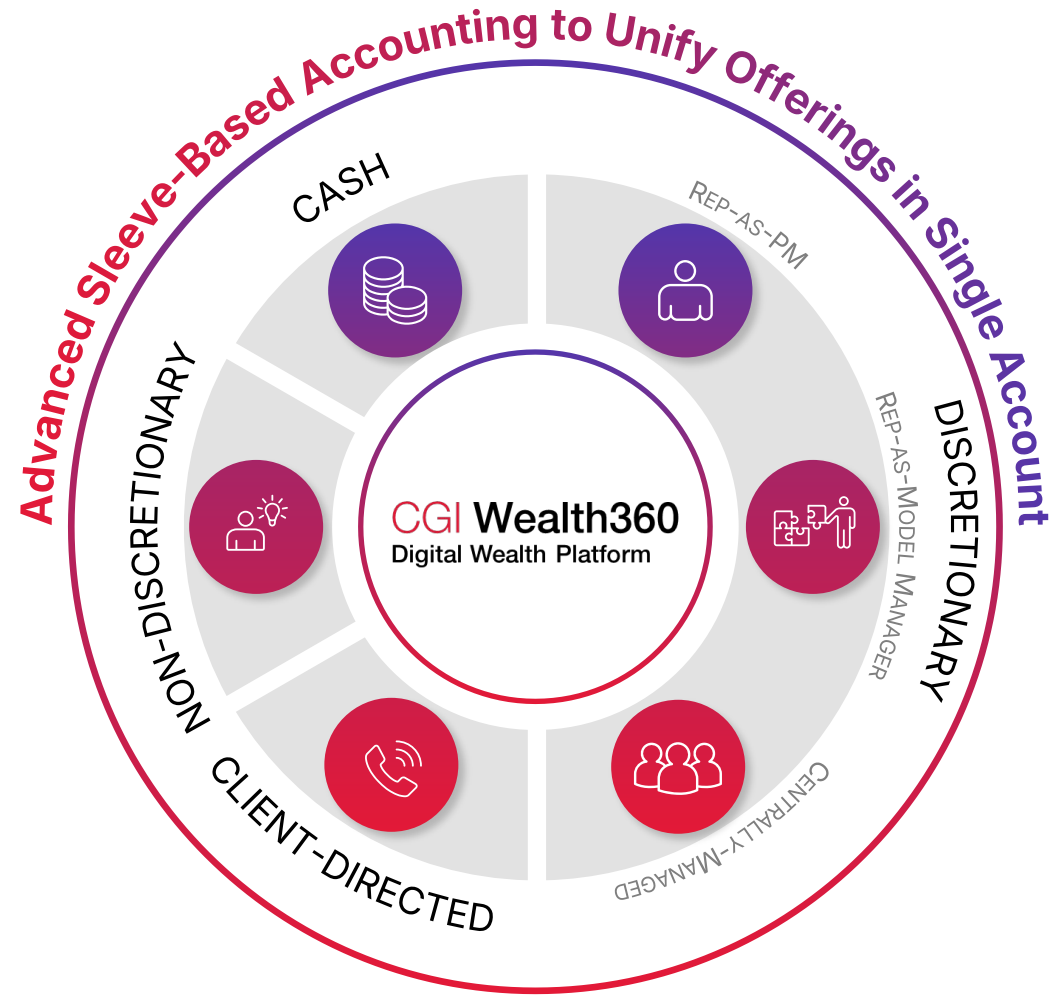 Advanced Sleeve-Based Accounting to Unify Offerings in Single Account
CASH
REP-AS-PM
NON-DISCRETIONARY
CGI Wealth360
Digital Wealth Platform
REP-AS-MODEL MANAGER
DISCRETIONARY
CLIENT-DIRECTED
CENTRALLY-MANAGED